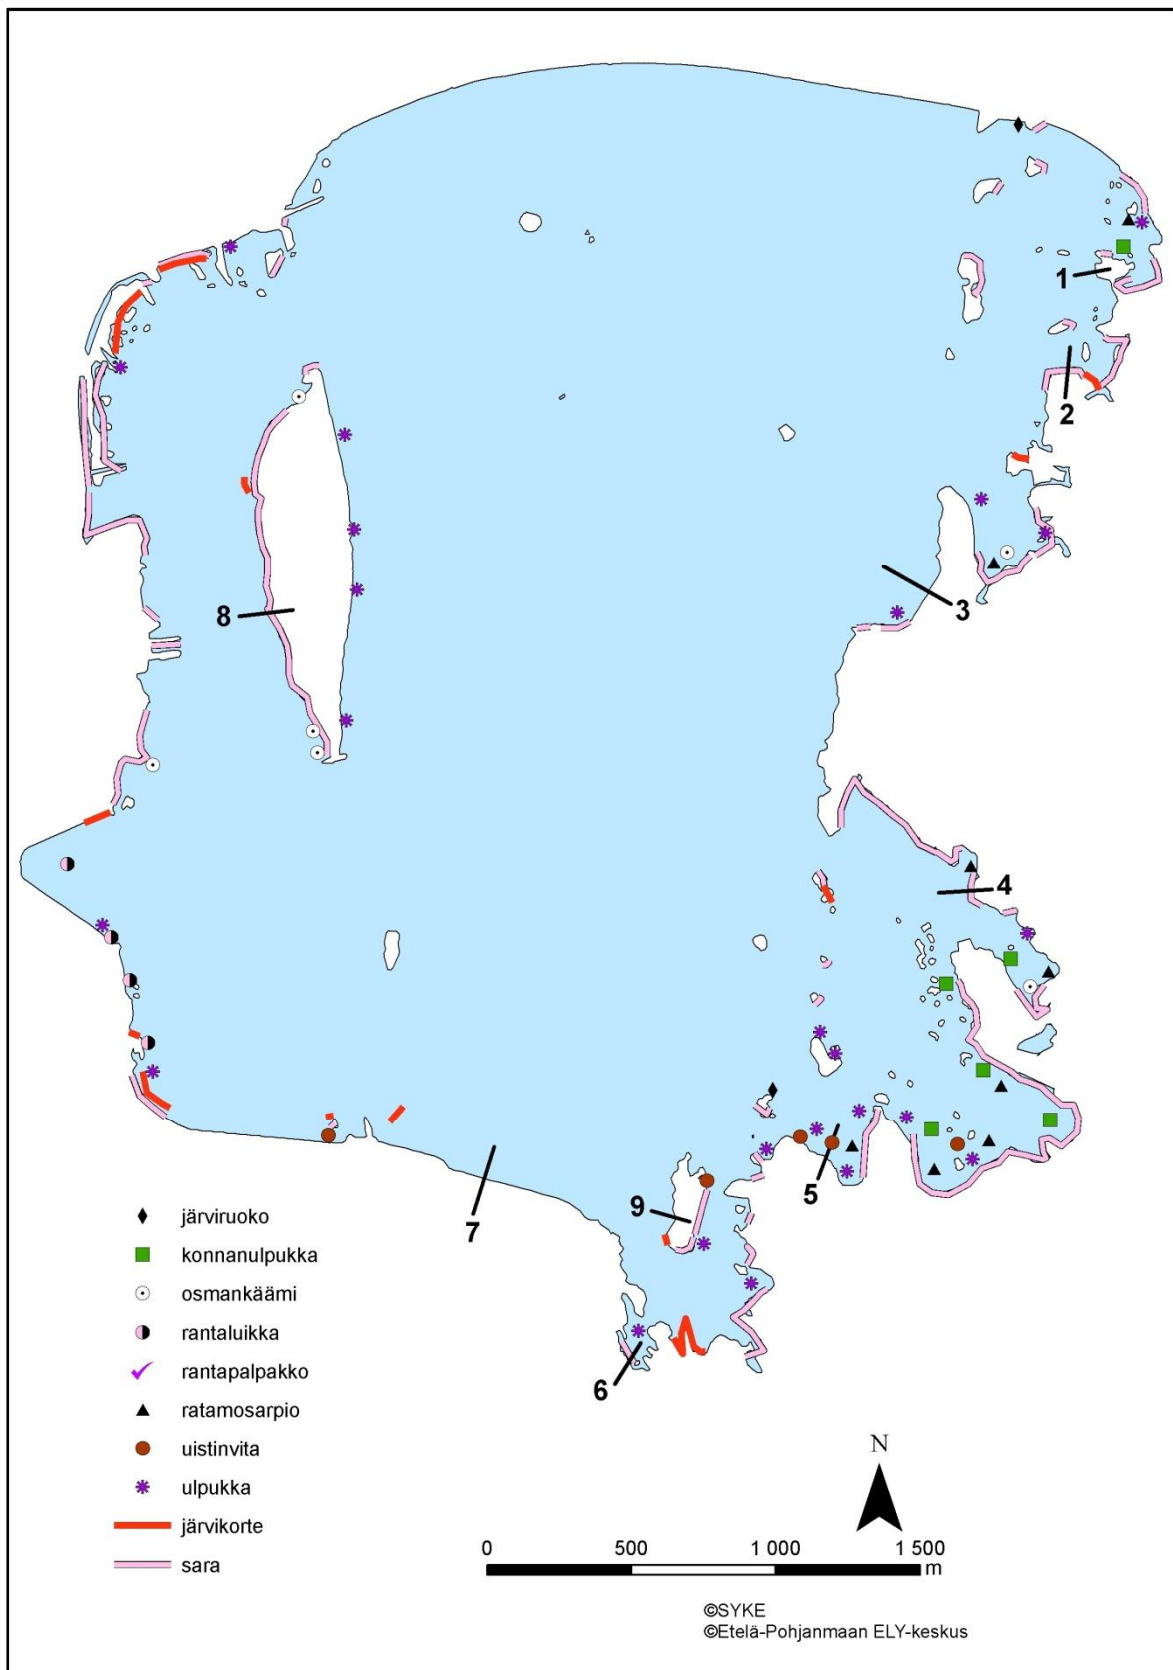 1
2
3
8
4
5
9
7
6
järviruoko
konnanulpukka
osmankäämi
rantaluikka
rantapalpakko
ratamosarpio
uistinvita
ulpukka
järvikorte
sara
N
0 500 1 000 1 500
m
©SYKE
©Etelä-Pohjanmaan ELY-keskus